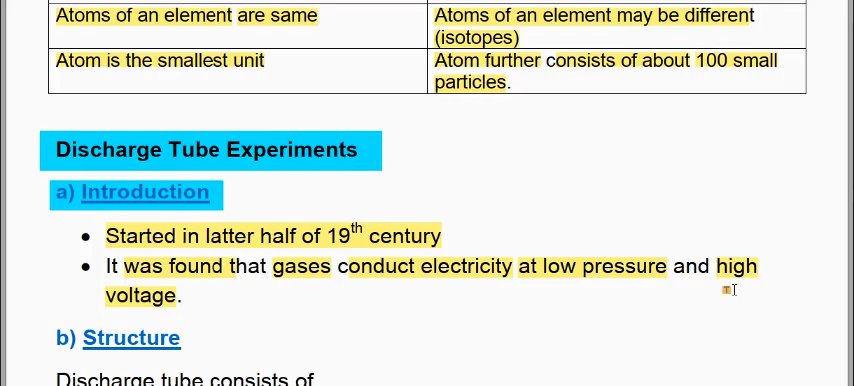 Atoms of an element are same
Atoms of an element may be different
(isotopes)
Atom is the smallest unit
Atom further consists of about 100 small
particles.
Discharge Tube Experiments
a) Introduction
• Started in latter half of 19th century
• It was found that gases conduct electricity at low pressure and high
voltage.
b) Structure
Discharge tube consists of